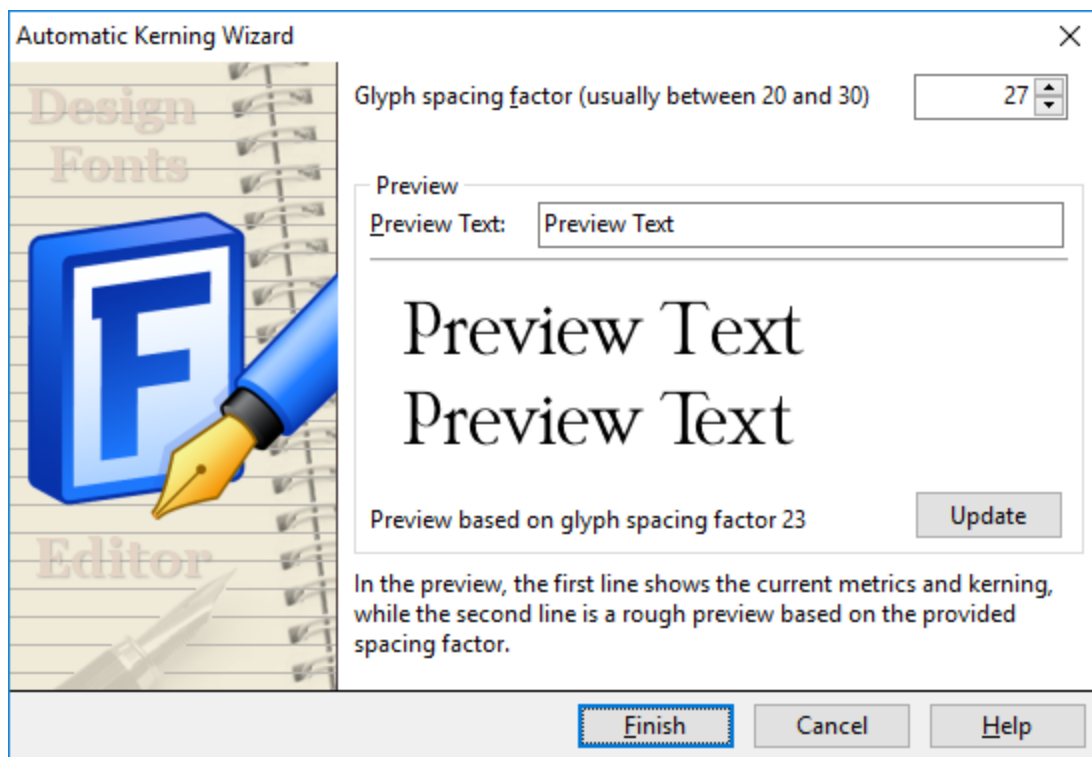 Automatic Kerning Wizard
Design
Fonts
F
Editor
Glyph spacing factor (usually between 20 and 30) 27
Preview
Preview Text: Preview Text
Preview Text
Preview Text
Preview based on glyph spacing factor 23 Update
In the preview, the first line shows the current metrics and kerning,
while the second line is a rough preview based on the provided
spacing factor.
Finish Cancel Help